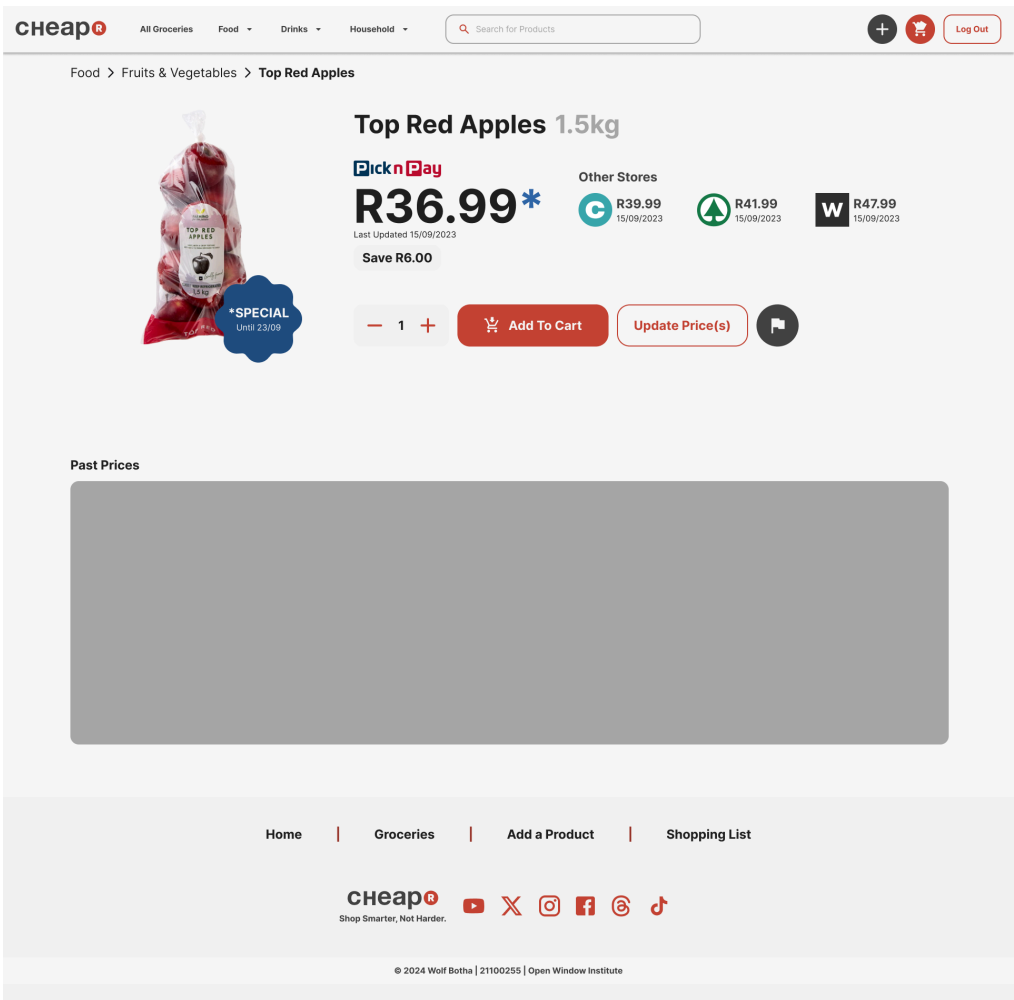 CHeapR
All Groceries
Food
Drinks
Household
Search for Products
Log Out
Food > Fruits & Vegetables > Top Red Apples
Top Red Apples 1.5kg
Pick n Pay
R36.99*
Last Updated 15/09/2023
Save R6.00
Other Stores
C
R39.99
15/09/2023
R41.99
15/09/2023
W
R47.99
15/09/2023
TOP RED
APPLES
1.5 kg
*SPECIAL
Until 23/09
1
Add To Cart
Update Price(s)
Past Prices
Home | Groceries | Add a Product | Shopping List
CHeapR
Shop Smarter, Not Harder.
© 2024 Wolf Botha | 21100255 | Open Window Institute